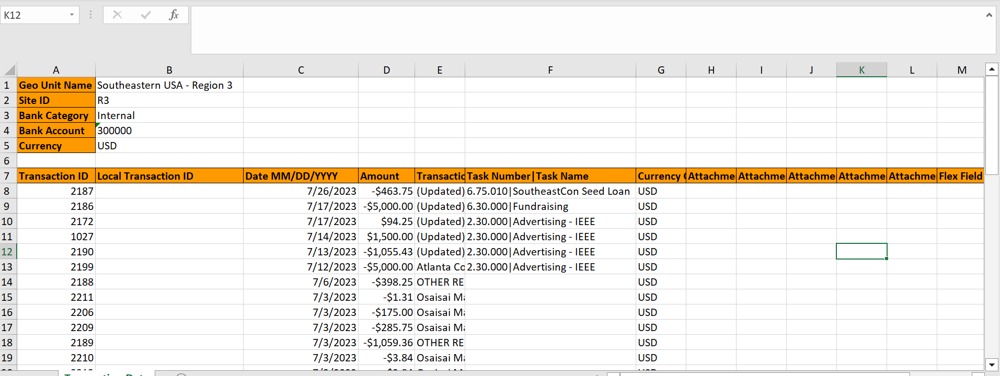 K12 fx
A B C D E F G H I J K L M
1 Geo Unit Name Southeastern USA - Region 3
2 Site ID R3
3 Bank Category Internal
4 Bank Account 300000
5 Currency USD
6
7 Transaction ID Local Transaction ID Date MM/DD/YYYY Amount Transactic Task Number|Task Name Currency Attachme Attachme Attachme Attachme Attachme Flex Field
8 2187 7/26/2023 -$463.75 (Updated) 6.75.010|SoutheastCon Seed Loan USD
9 2186 7/17/2023 -$5,000.00 (Updated) 6.30.000|Fundraising USD
10 2172 7/17/2023 $94.25 (Updated) 2.30.000|Advertising - IEEE USD
11 1027 7/14/2023 $1,500.00 (Updated) 2.30.000|Advertising - IEEE USD
12 2190 7/13/2023 -$1,055.43 (Updated) 2.30.000|Advertising - IEEE USD
13 2199 7/12/2023 -$5,000.00 Atlanta Co 2.30.000|Advertising - IEEE USD
14 2188 7/6/2023 -$398.25 OTHER RE USD
15 2211 7/3/2023 -$1.31 Osaisai Ma USD
16 2206 7/3/2023 -$175.00 Osaisai Ma USD
17 2209 7/3/2023 -$285.75 Osaisai Ma USD
18 2189 7/3/2023 -$1,059.36 OTHER RE USD
19 2210 7/3/2023 -$3.84 Osaisai Ma USD